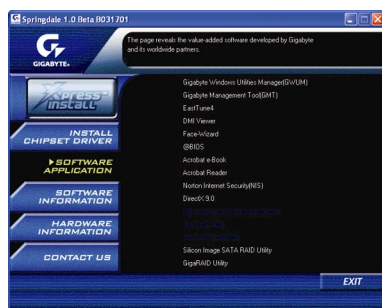 Springdale 1.0 Beta B031701
GIGABYTE
The page reveals the value-added software developed by Gigabyte
and its worldwide partners.
Xpress
Install
INSTALL
CHIPSET DRIVER
SOFTWARE
APPLICATION
SOFTWARE
INFORMATION
HARDWARE
INFORMATION
CONTACT US
Gigabyte Windows Utilities Manager(GWUM)
Gigabyte Management Tool(GMT)
EasyTune4
DMI Viewer
Face-Wizard
@BIOS
Acrobat e-Book
Acrobat Reader
Norton Internet Security(NIS)
DirectX 9.0
Silicon Image SATA RAID Utility
GigaRAID Utility
EXIT